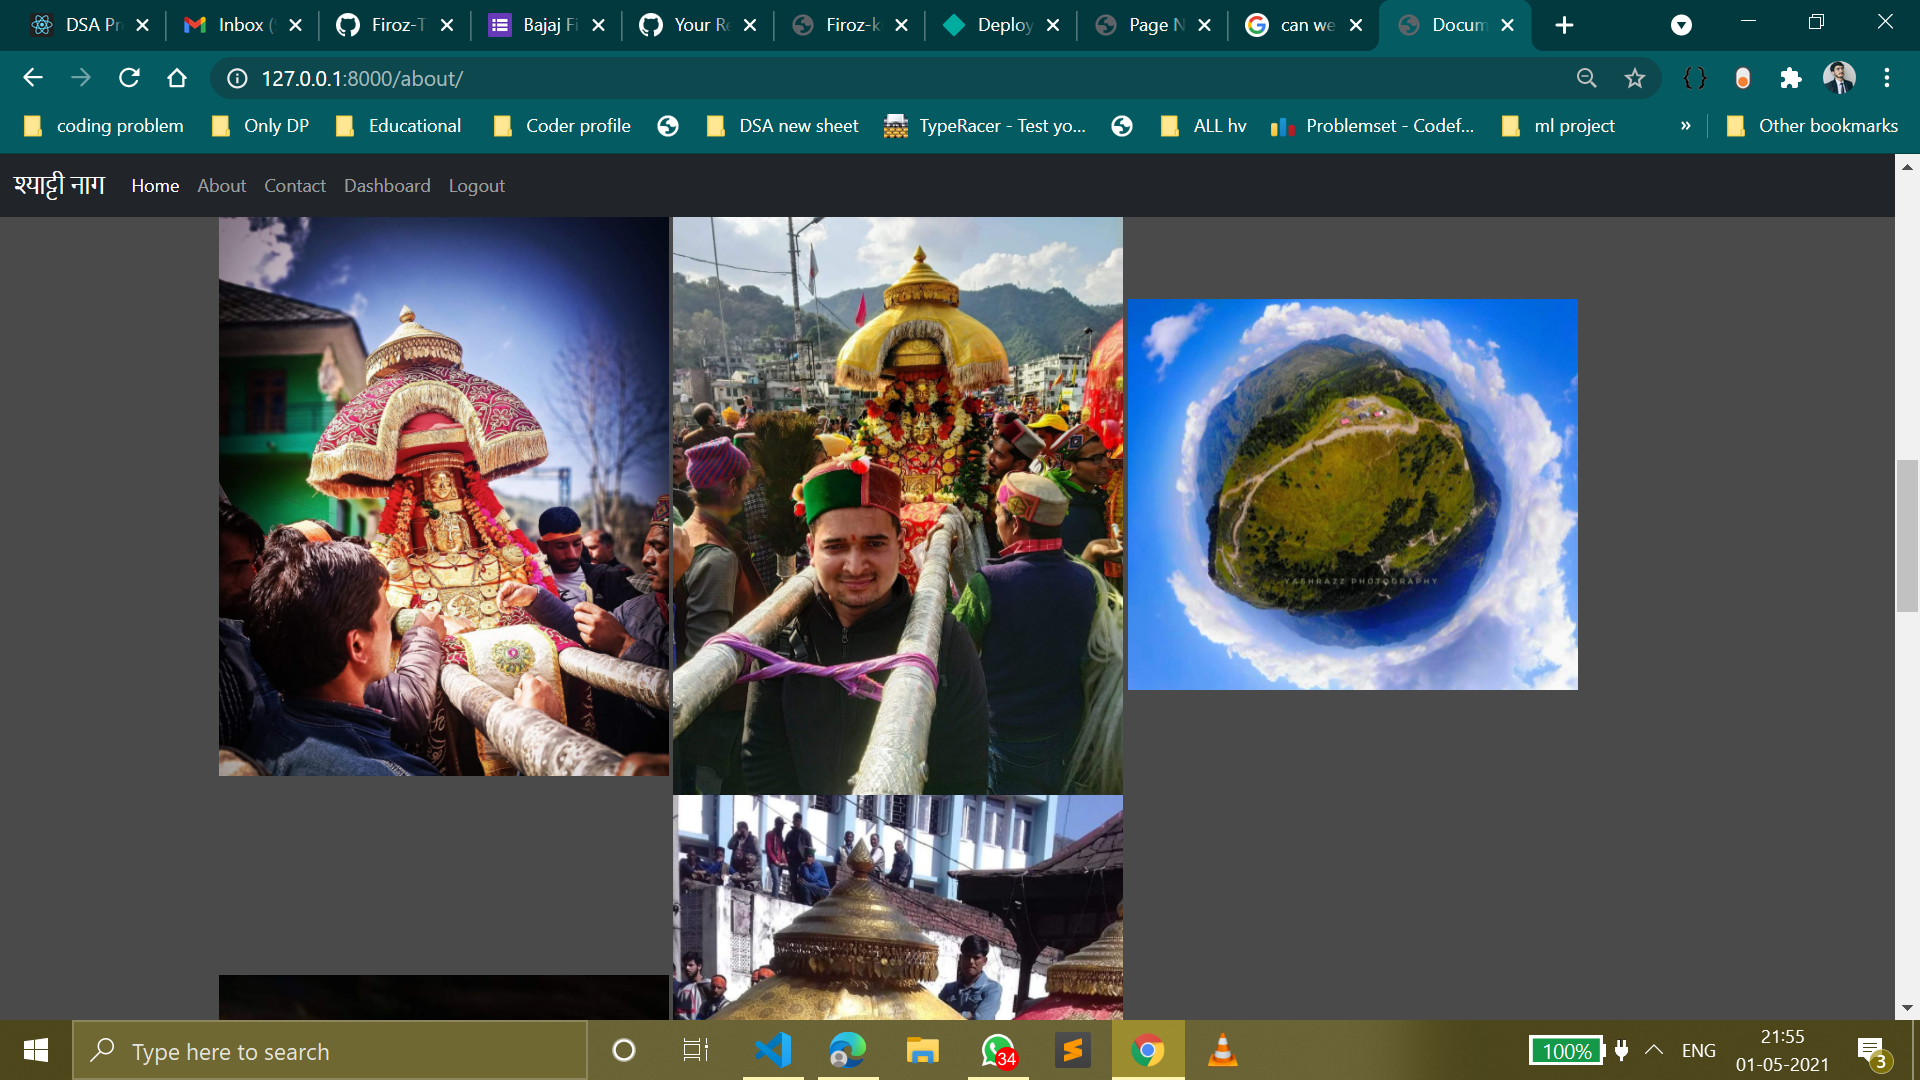 DSA Pr
Inbox (
Firoz-T
Bajaj Fi
Your Re
Firoz-k
Deploy
Page N
can we
Docum
127.0.0.1:8000/about/
coding problem
Only DP
Educational
Coder profile
DSA new sheet
TypeRacer - Test yo...
ALL hv
Problemset - Codef...
ml project
»
Other bookmarks
श्याट्टी नाग
Home
About
Contact
Dashboard
Logout
YASHRAZZ PHOTOGRAPHY
Type here to search
34
100%
ENG
21:55
01-05-2021
3